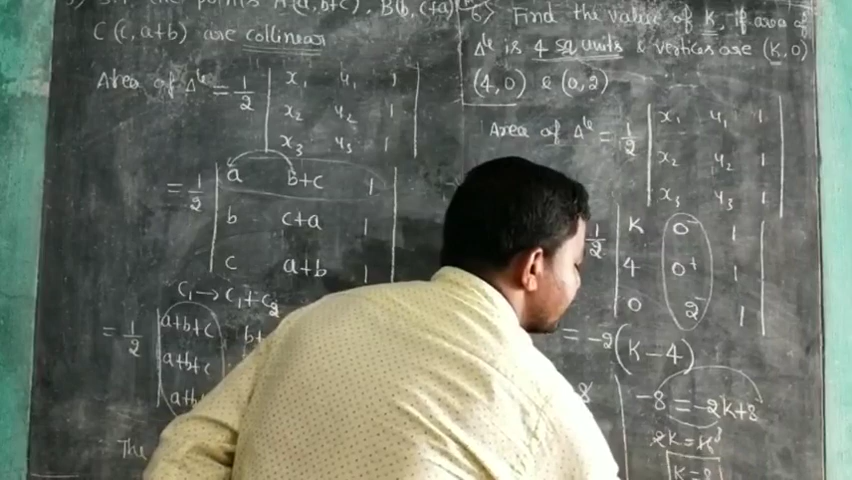 the points A(a, b+c), B(b, c+a)
C (c, a+b) are collinear
Area of Δle = 1/2 | x₁ y₁ 1
x₂ y₂ 1
x₃ y₃ 1 |
= 1/2 | a b+c 1
b c+a 1
c a+b 1 |
C₁ → C₁+C₂
= 1/2 | a+b+c
a+b+c
The
6) Find the value of K, if area of
Δle is 4 sq units & vertices are (K, 0)
(4, 0) & (0, 2)
Area of Δle = 1/2 | x₁ y₁ 1
x₂ y₂ 1
x₃ y₃ 1 |
1/2 | K 0⁻ 1
4 0⁺ 1
0 2⁻ 1 |
= -2(K-4)
8
-8 = -2K+8
2K =
K=8